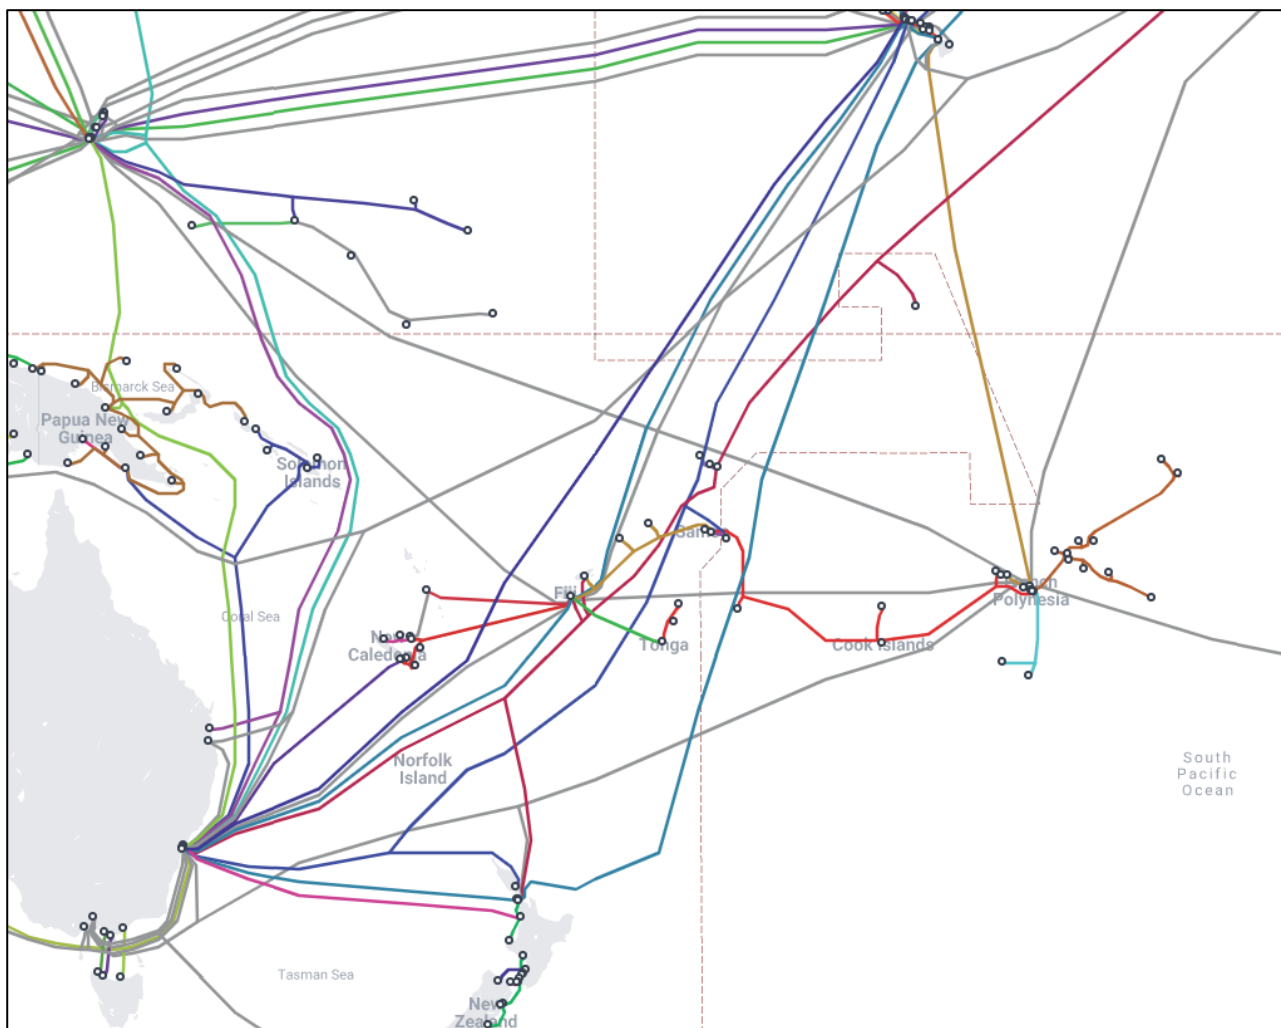 Bismarck Sea
Papua New
Guinea
Solomon
Islands
Samoa
Fiji
French
Polynesia
Coral Sea
New
Caledonia
Tonga
Cook Islands
Norfolk
Island
South
Pacific
Ocean
Tasman Sea
New
Zealand